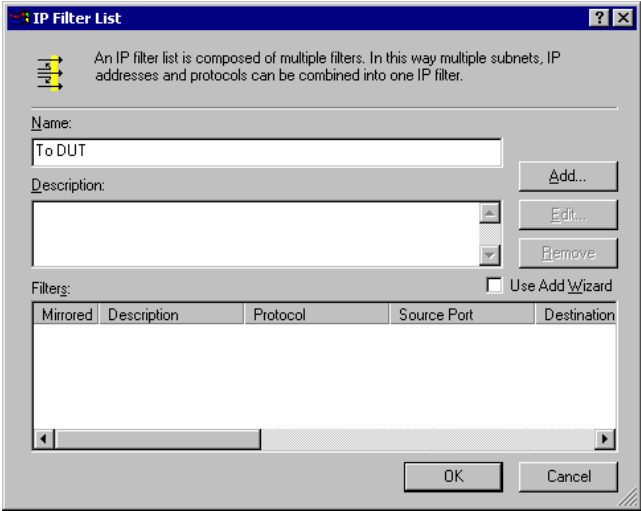 IP Filter List
An IP filter list is composed of multiple filters. In this way multiple subnets, IP
addresses and protocols can be combined into one IP filter.
Name:
To DUT
Add...
Description:
Edit...
Remove
Use Add Wizard
Filters:
Mirrored Description Protocol Source Port Destination
OK Cancel